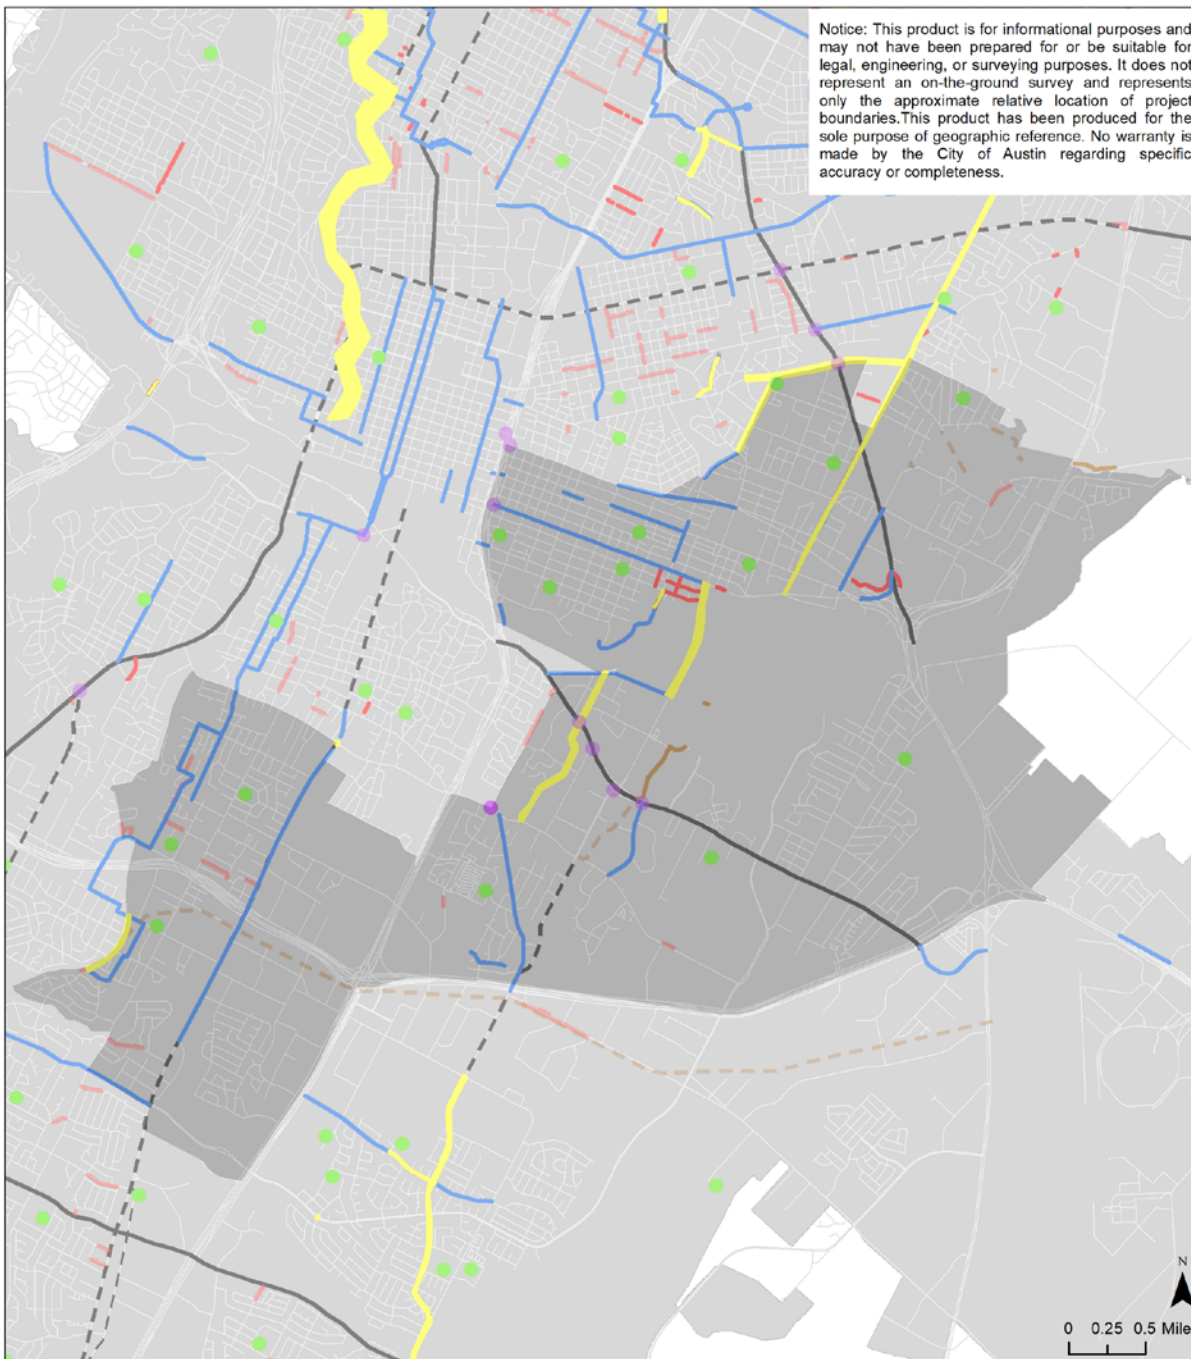 Notice: This product is for informational purposes and
may not have been prepared for or be suitable for
legal, engineering, or surveying purposes. It does not
represent an on-the-ground survey and represents
only the approximate relative location of project
boundaries.This product has been produced for the
sole purpose of geographic reference. No warranty is
made by the City of Austin regarding specific
accuracy or completeness.
N
0 0.25 0.5 Mile